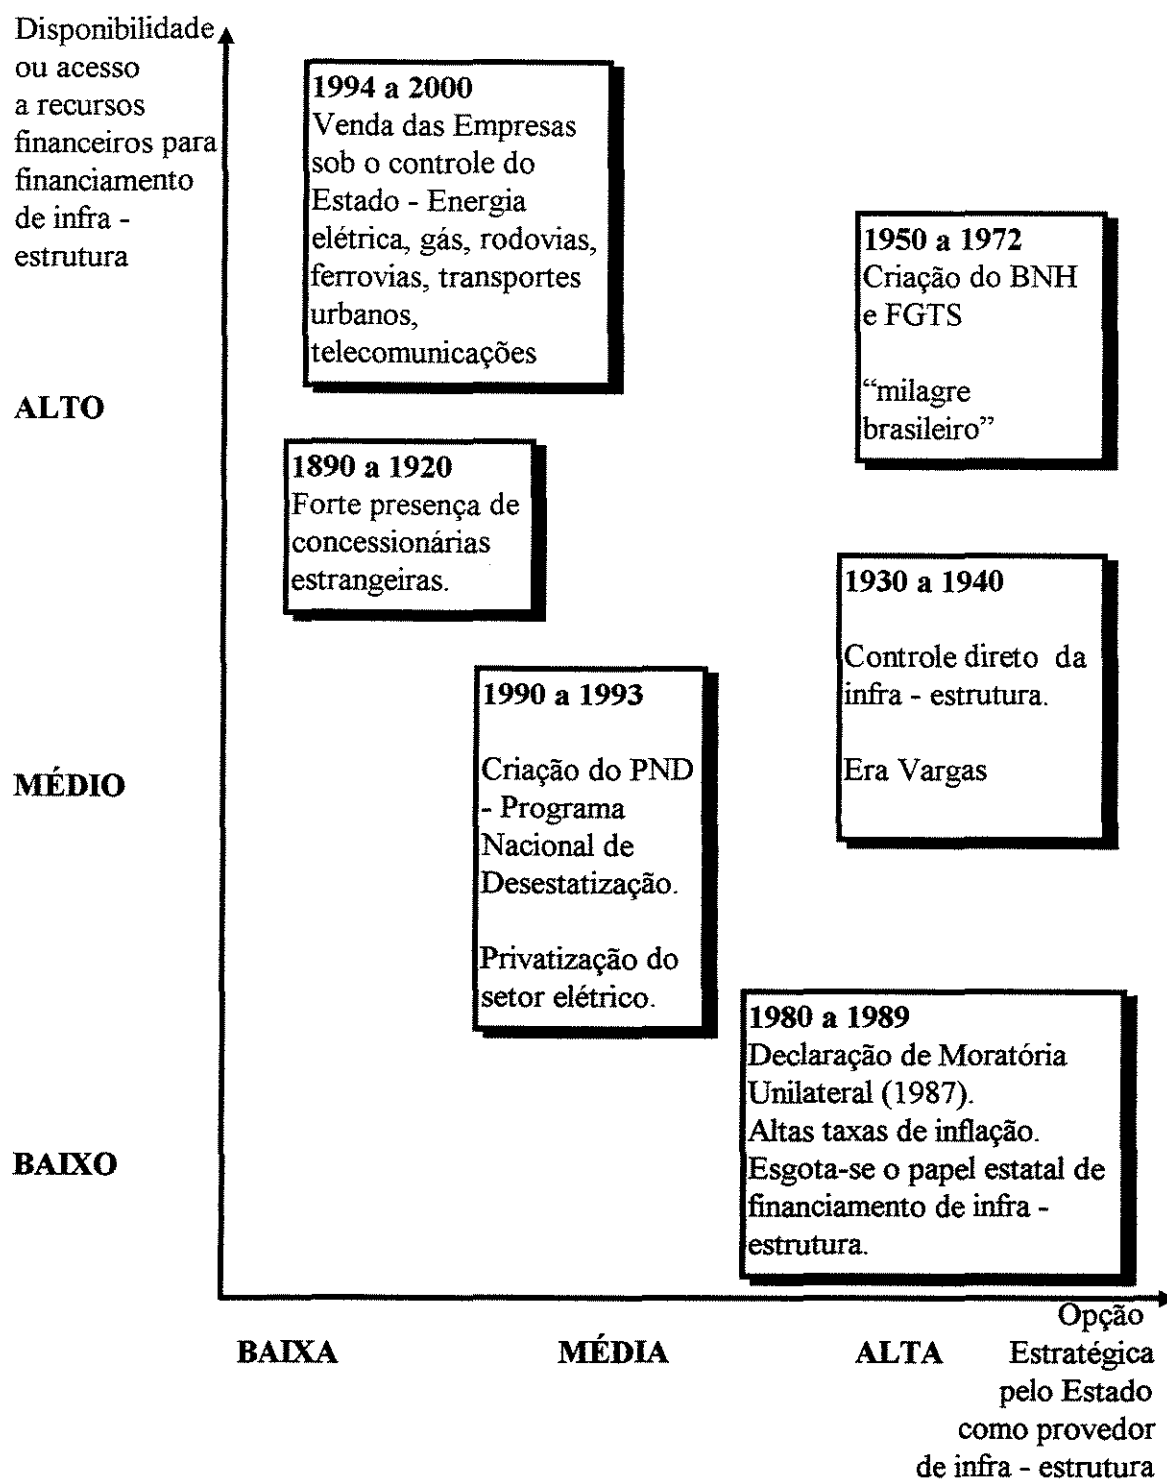 Disponibilidade
ou acesso
a recursos
financeiros para
financiamento
de infra -
estrutura
1994 a 2000
Venda das Empresas
sob o controle do
Estado - Energia
elétrica, gás, rodovias,
ferrovias, transportes
urbanos,
telecomunicações
1950 a 1972
Criação do BNH
e FGTS
“milagre
brasileiro”
ALTO
1890 a 1920
Forte presença de
concessionárias
estrangeiras.
1930 a 1940
Controle direto da
infra - estrutura.
Era Vargas
1990 a 1993
Criação do PND
- Programa
Nacional de
Desestatização.
Privatização do
setor elétrico.
MÉDIO
1980 a 1989
Declaração de Moratória
Unilateral (1987).
Altas taxas de inflação.
Esgota-se o papel estatal de
financiamento de infra -
estrutura.
BAIXO
BAIXA
MÉDIA
ALTA
Opção
Estratégica
pelo Estado
como provedor
de infra - estrutura